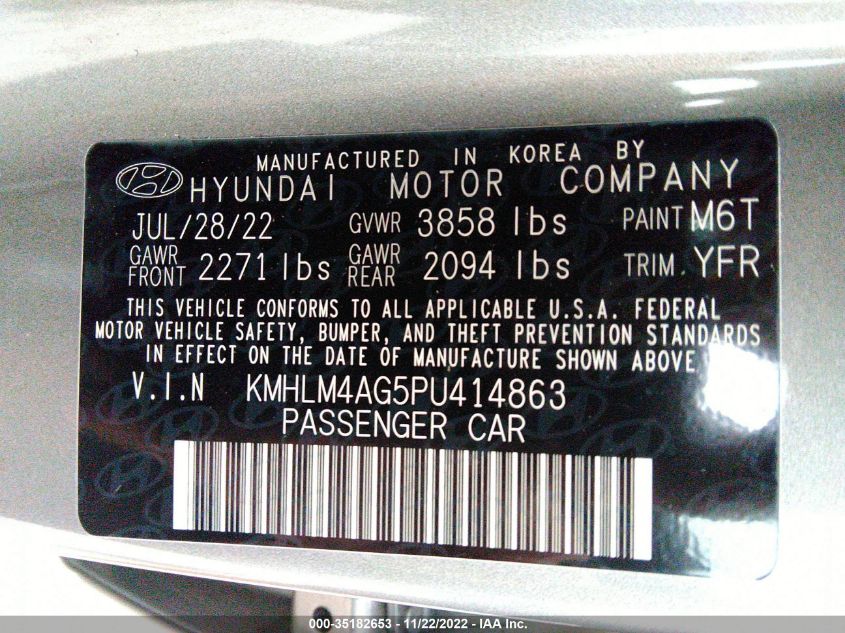 MANUFACTURED IN KOREA BY
HYUNDAI MOTOR COMPANY
JUL/28/22 GVWR 3858 lbs PAINT M6T
GAWR FRONT 2271 lbs GAWR REAR 2094 lbs TRIM. YFR
THIS VEHICLE CONFORMS TO ALL APPLICABLE U.S.A. FEDERAL
MOTOR VEHICLE SAFETY, BUMPER, AND THEFT PREVENTION STANDARDS
IN EFFECT ON THE DATE OF MANUFACTURE SHOWN ABOVE.
V.I.N KMHLM4AG5PU414863
PASSENGER CAR
000-35182653 - 11/22/2022 - IAA Inc.